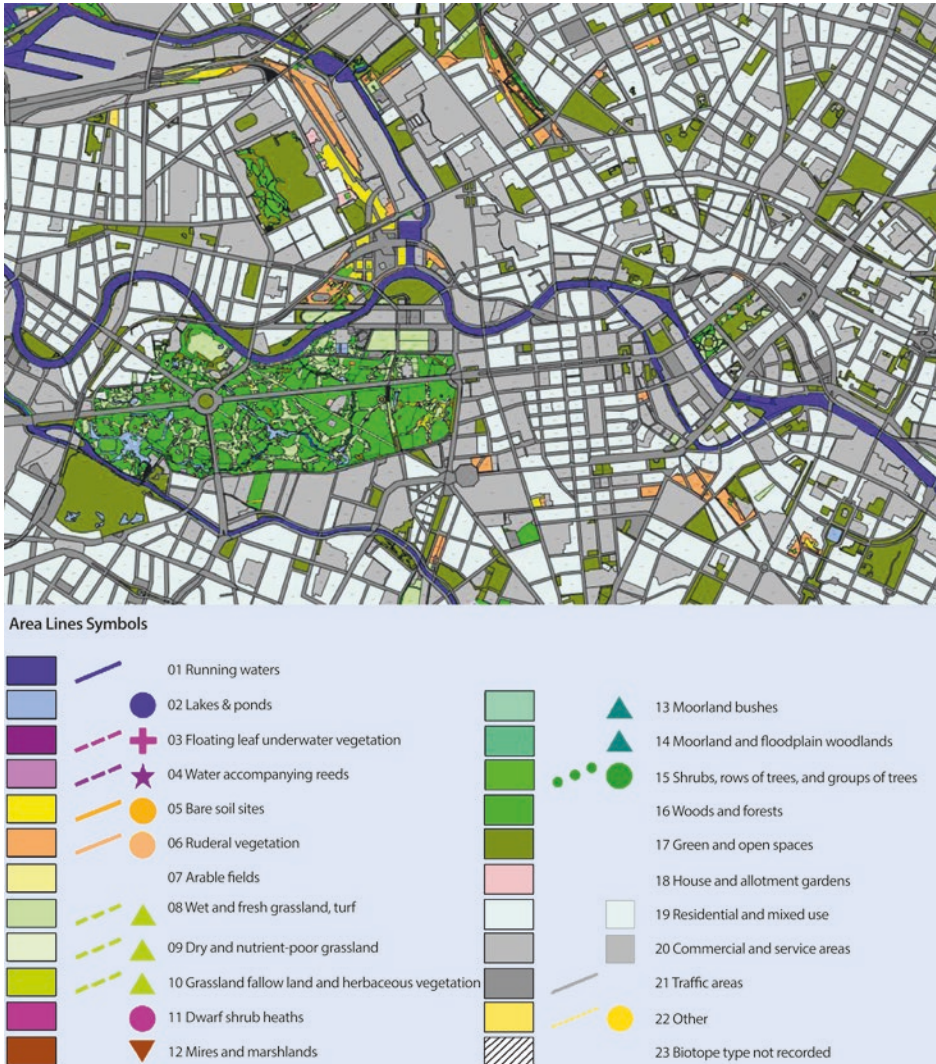 Area Lines Symbols
01 Running waters
02 Lakes & ponds
03 Floating leaf underwater vegetation
04 Water accompanying reeds
05 Bare soil sites
06 Ruderal vegetation
07 Arable fields
08 Wet and fresh grassland, turf
09 Dry and nutrient-poor grassland
10 Grassland fallow land and herbaceous vegetation
11 Dwarf shrub heaths
12 Mires and marshlands
13 Moorland bushes
14 Moorland and floodplain woodlands
15 Shrubs, rows of trees, and groups of trees
16 Woods and forests
17 Green and open spaces
18 House and allotment gardens
19 Residential and mixed use
20 Commercial and service areas
21 Traffic areas
22 Other
23 Biotope type not recorded